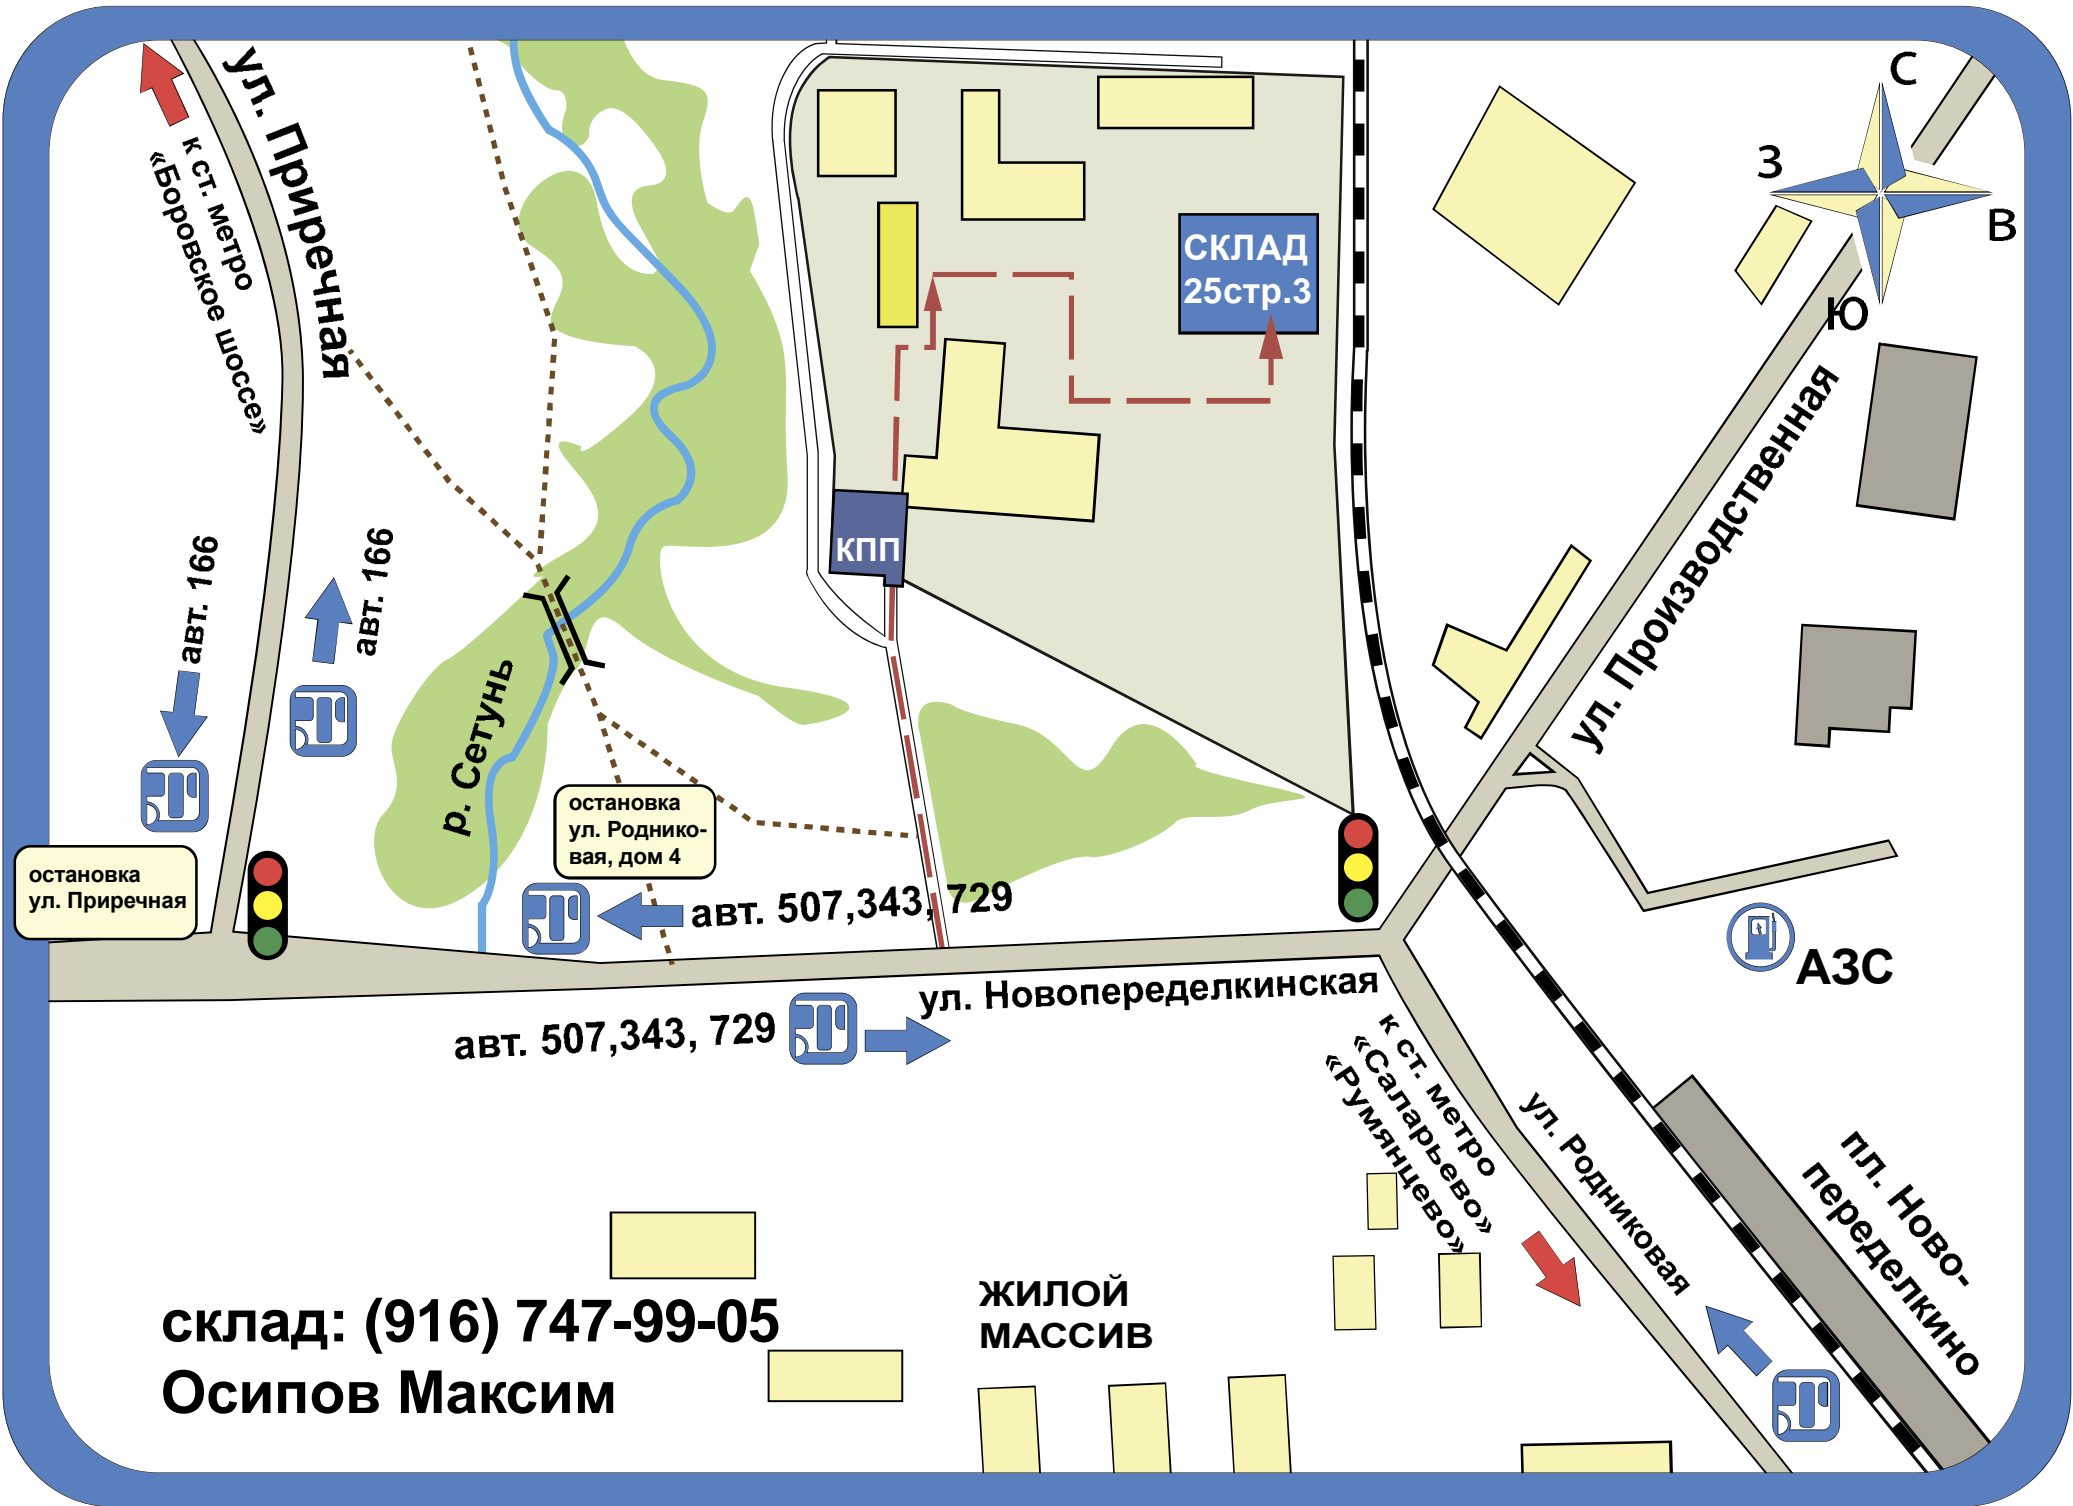 ул. Приречная
к ст. метро
«Боровское шоссе»
С
З
В
Ю
СКЛАД
25стр.3
КПП
ул. Производственная
авт. 166
авт. 166
р. Сетунь
остановка
ул. Роднико-
вая, дом 4
остановка
ул. Приречная
авт. 507,343, 729
АЗС
ул. Новопеределкинская
авт. 507,343, 729
к ст. метро
«Саларьево»
«Румянцево»
ул. Родниковая
пл. Ново-
переделкино
ЖИЛОЙ
МАССИВ
склад: (916) 747-99-05
Осипов Максим